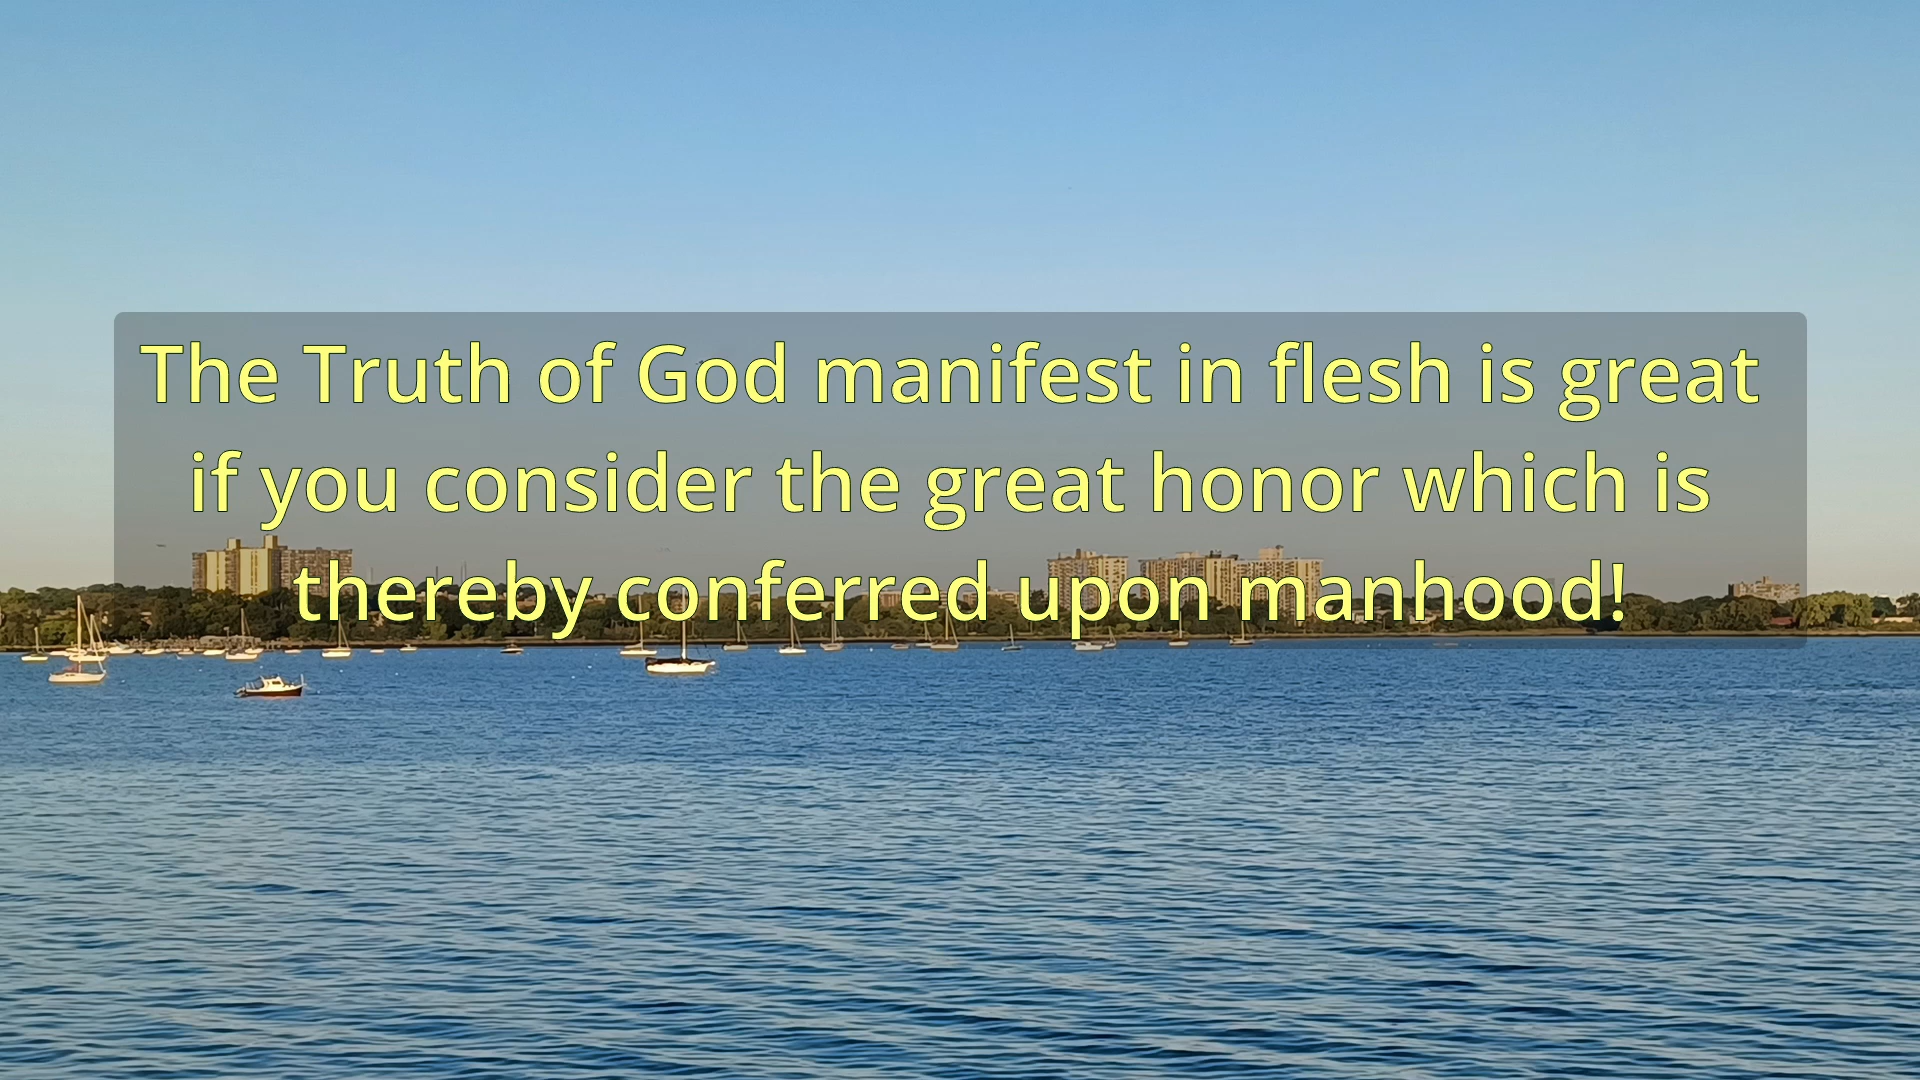 The Truth of God manifest in flesh is great
if you consider the great honor which is
thereby conferred upon manhood!